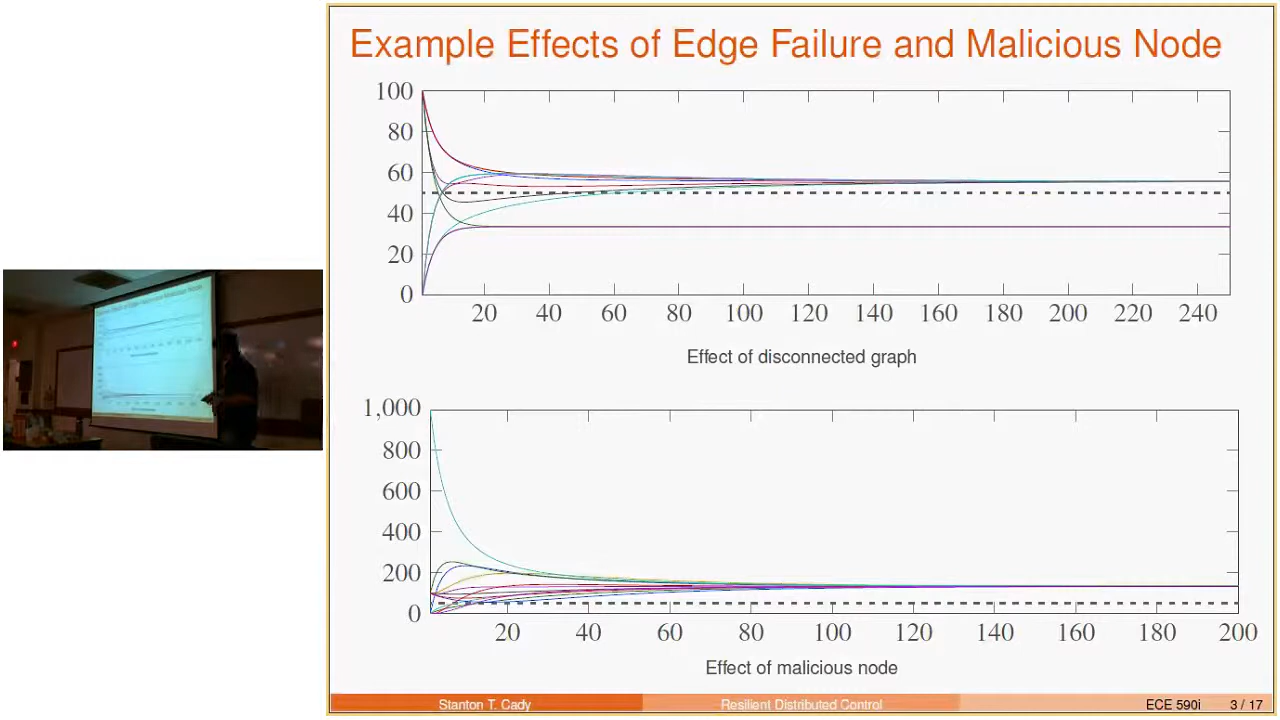 Example Effects of Edge Failure and Malicious Node
100
80
60
40
20
0
20 40 60 80 100 120 140 160 180 200 220 240
Effect of disconnected graph
1,000
800
600
400
200
0
20 40 60 80 100 120 140 160 180 200
Effect of malicious node
Stanton T. Cady Resilient Distributed Control ECE 590i 3 / 17